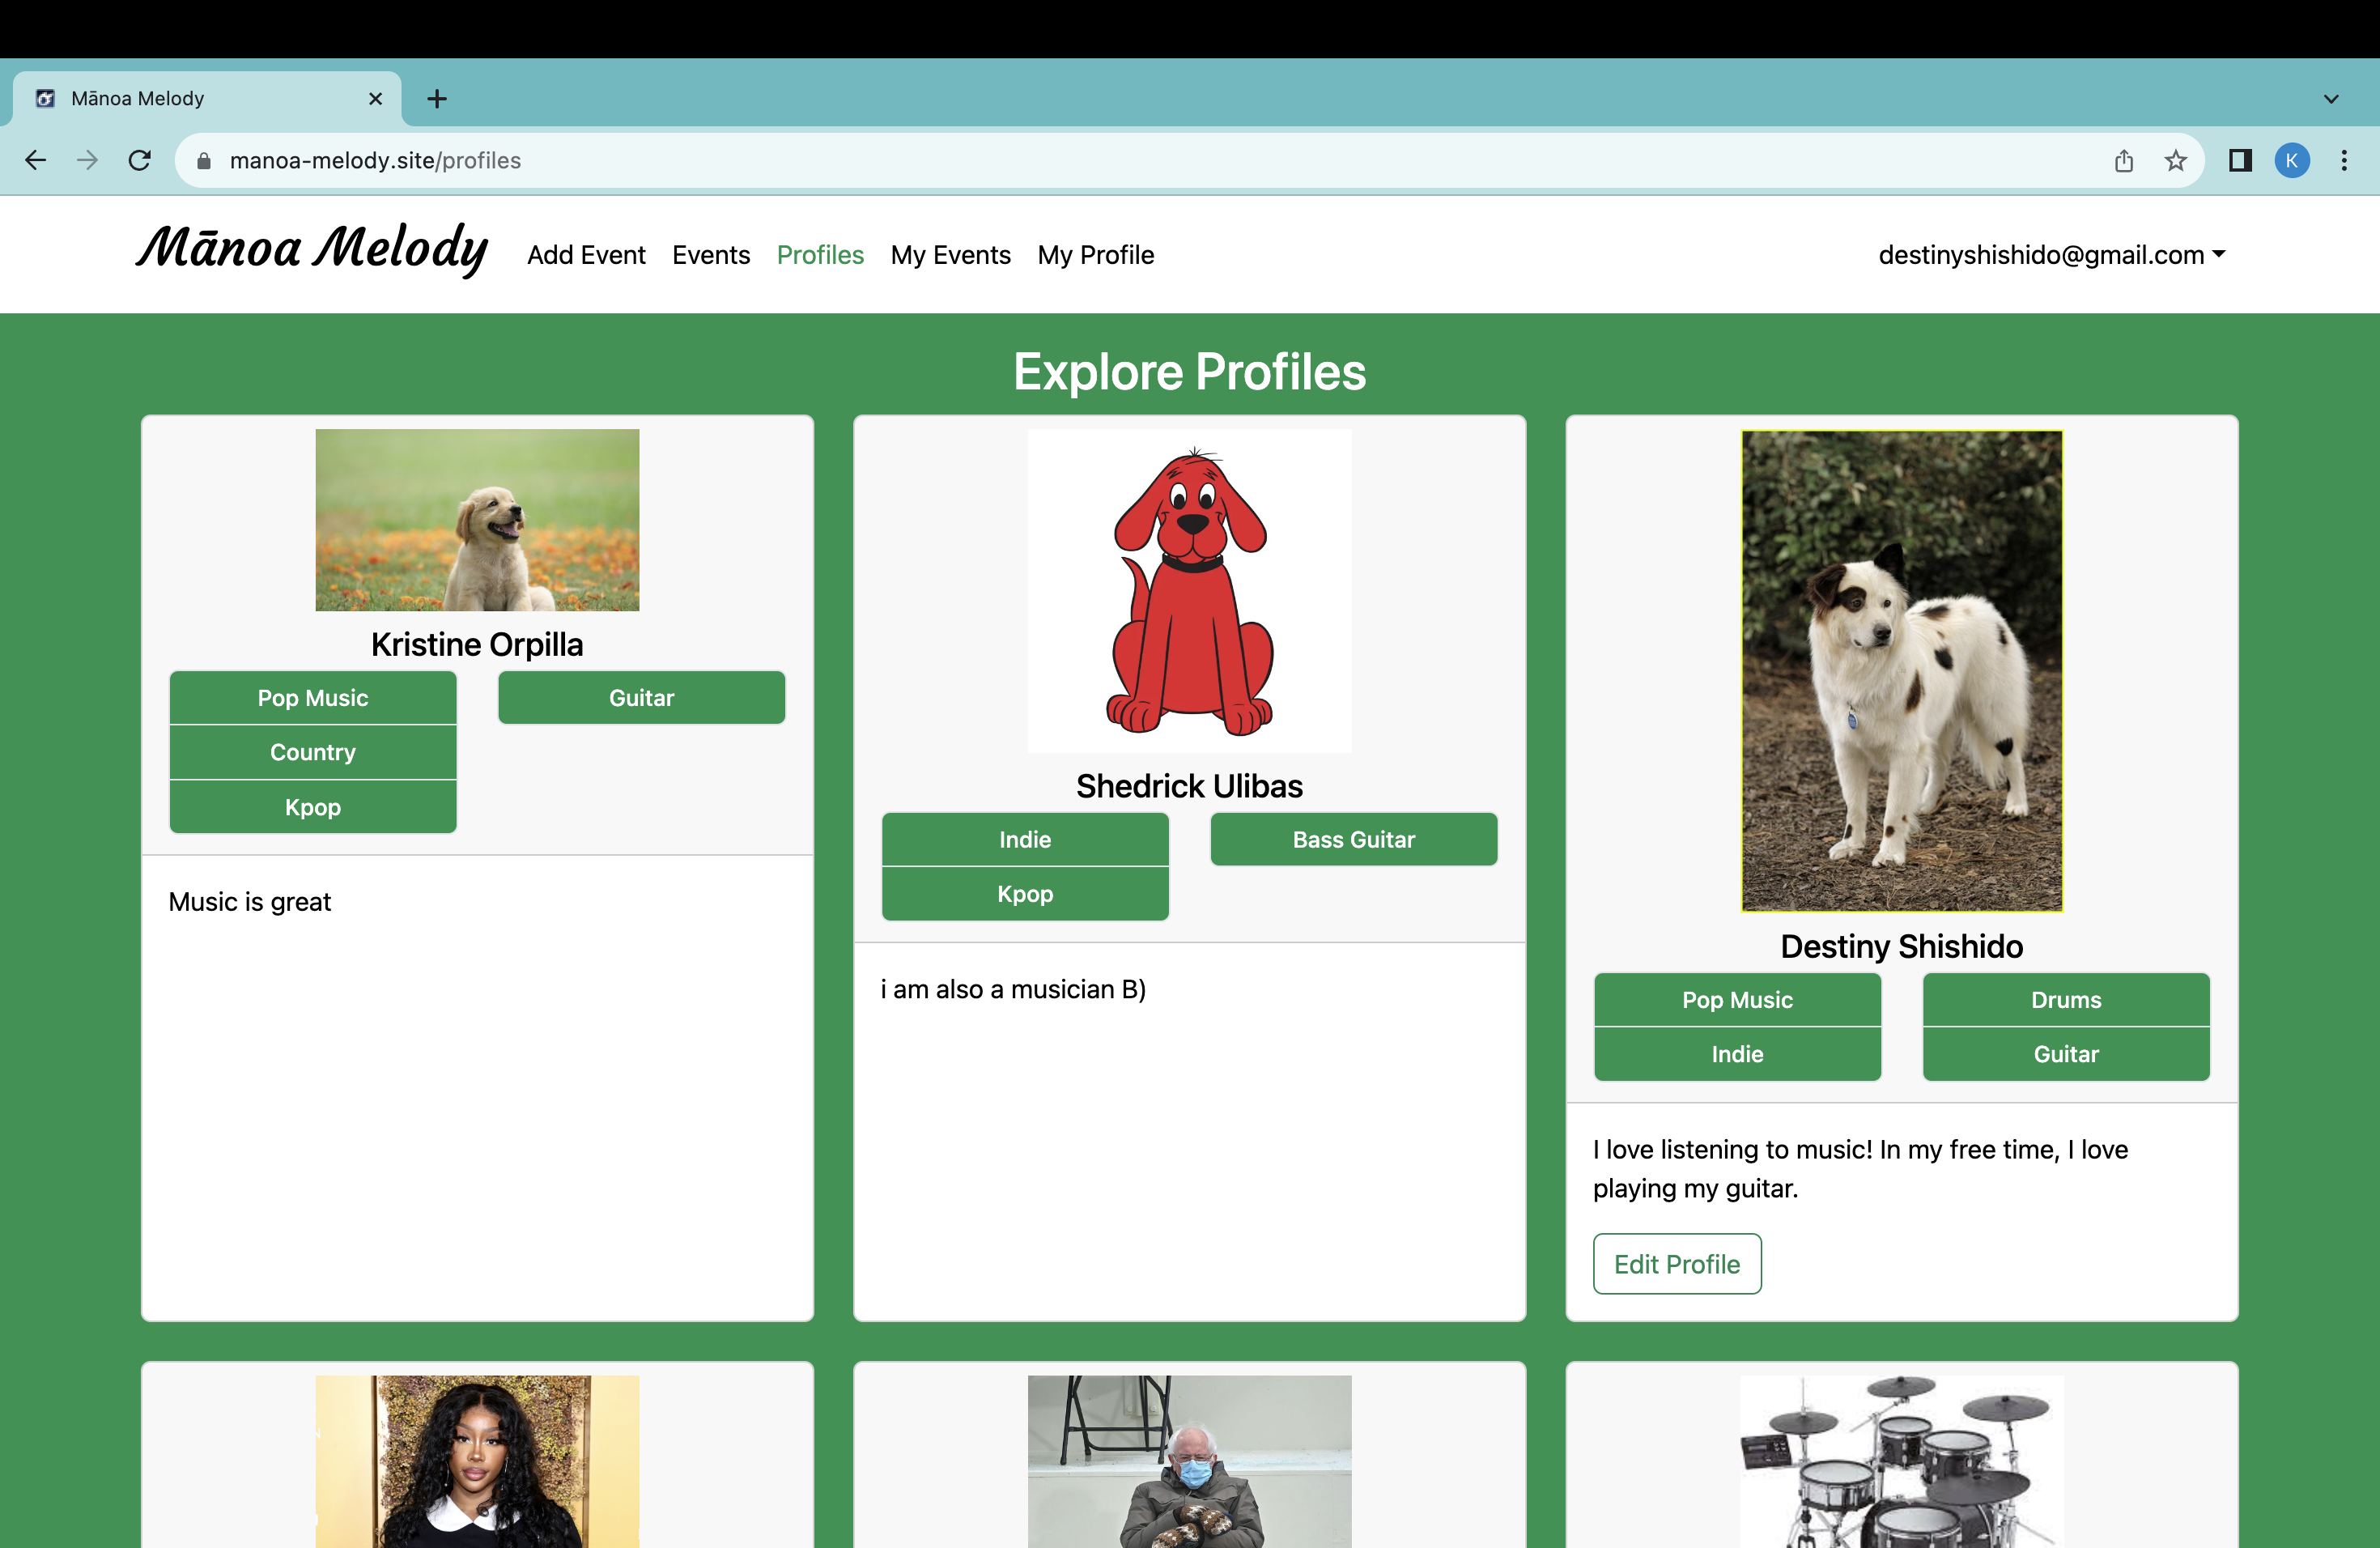 Mānoa Melody
manoa-melody.site/profiles
K
Mānoa Melody
Add Event
Events
Profiles
My Events
My Profile
destinyshishido@gmail.com
Explore Profiles
Kristine Orpilla
Pop Music
Country
Kpop
Guitar
Music is great
Shedrick Ulibas
Indie
Kpop
Bass Guitar
i am also a musician B)
Destiny Shishido
Pop Music
Indie
Drums
Guitar
I love listening to music! In my free time, I love
playing my guitar.
Edit Profile